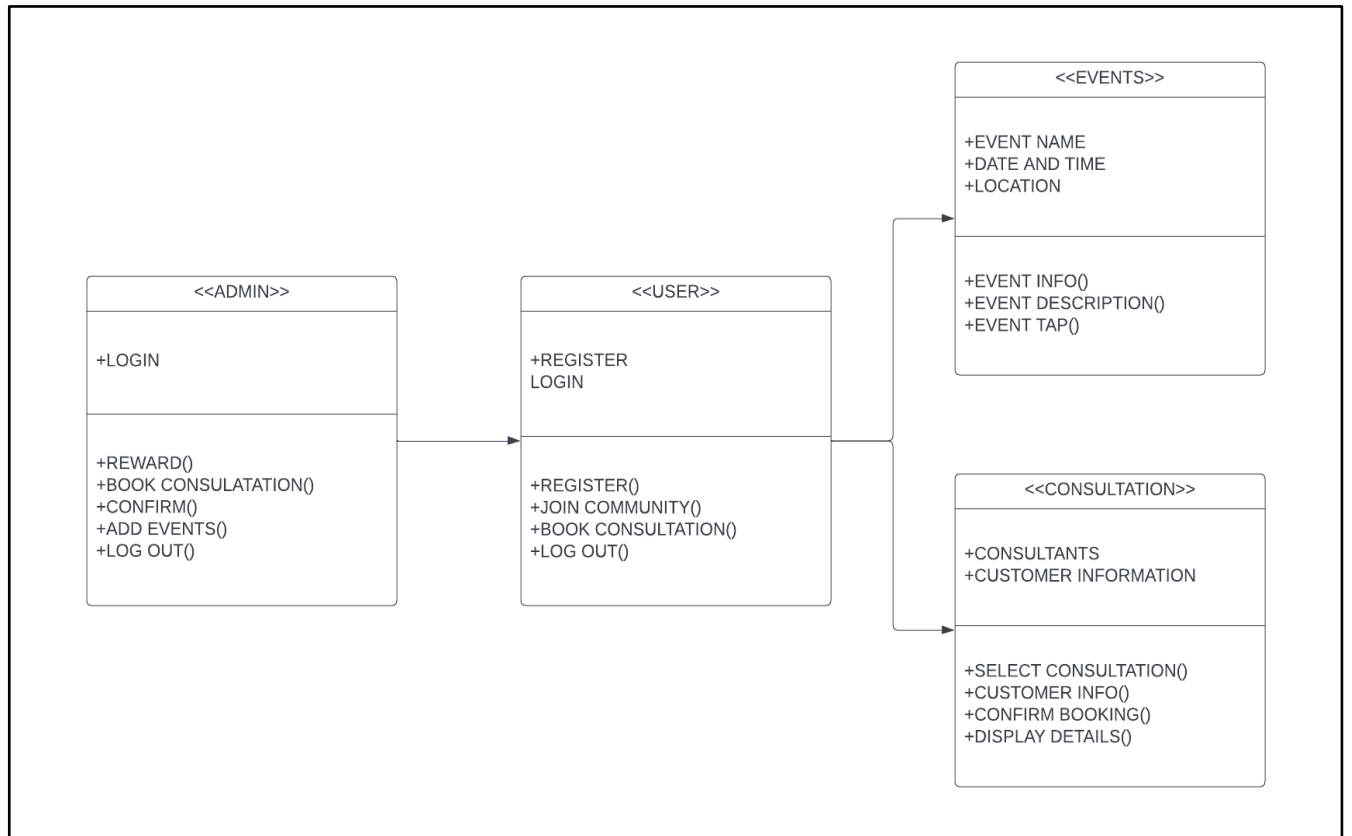 <<ADMIN>>
+LOGIN
+REWARD()
+BOOK CONSULATATION()
+CONFIRM()
+ADD EVENTS()
+LOG OUT()
<<USER>>
+REGISTER
LOGIN
+REGISTER()
+JOIN COMMUNITY()
+BOOK CONSULTATION()
+LOG OUT()
<<EVENTS>>
+EVENT NAME
+DATE AND TIME
+LOCATION
+EVENT INFO()
+EVENT DESCRIPTION()
+EVENT TAP()
<<CONSULTATION>>
+CONSULTANTS
+CUSTOMER INFORMATION
+SELECT CONSULTATION()
+CUSTOMER INFO()
+CONFIRM BOOKING()
+DISPLAY DETAILS()